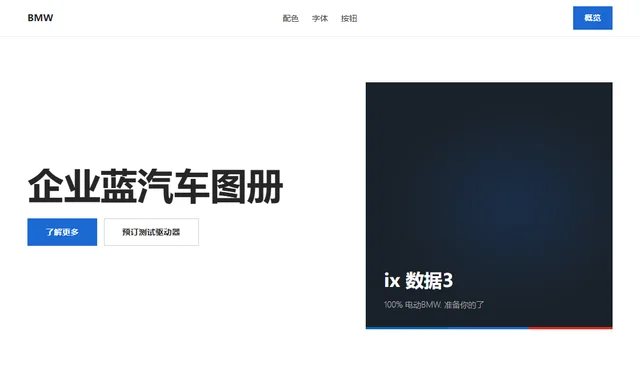 BMW
配色
字体
按钮
概览
企业蓝汽车图册
了解更多
预订测试驱动器
ix 数据3
100% 电动BMW. 准备你的了